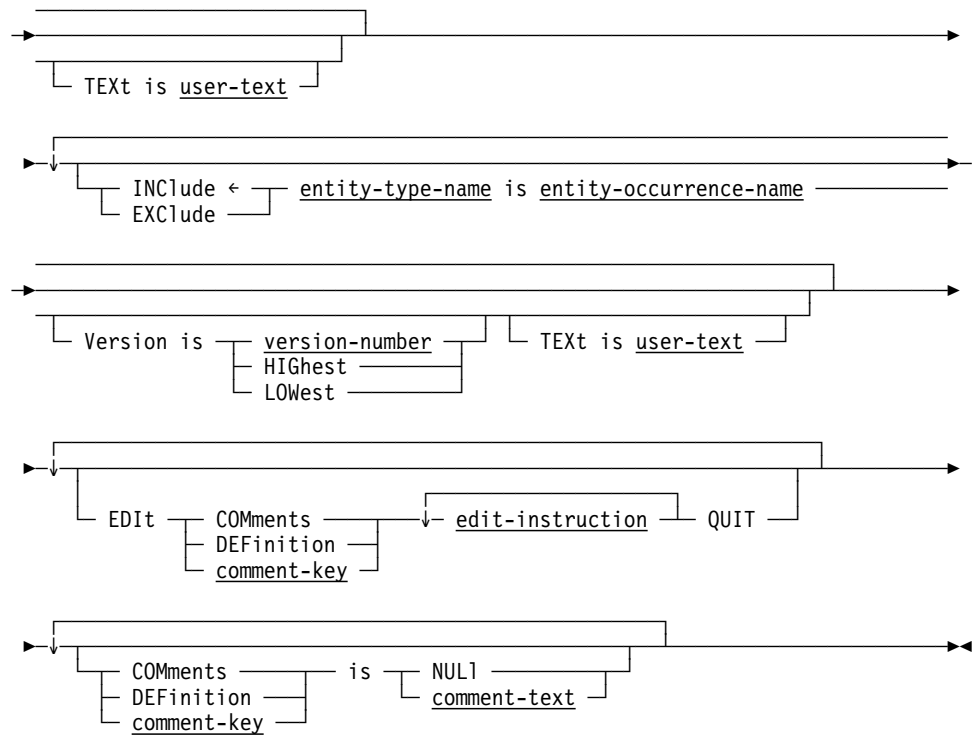 TEXt is user-text
INClude ← entity-type-name is entity-occurrence-name
EXClude
Version is version-number TEXt is user-text
HIGhest
LOWest
EDIt COMments edit-instruction QUIT
DEFinition
comment-key
COMments is NULl
DEFinition comment-text
comment-key